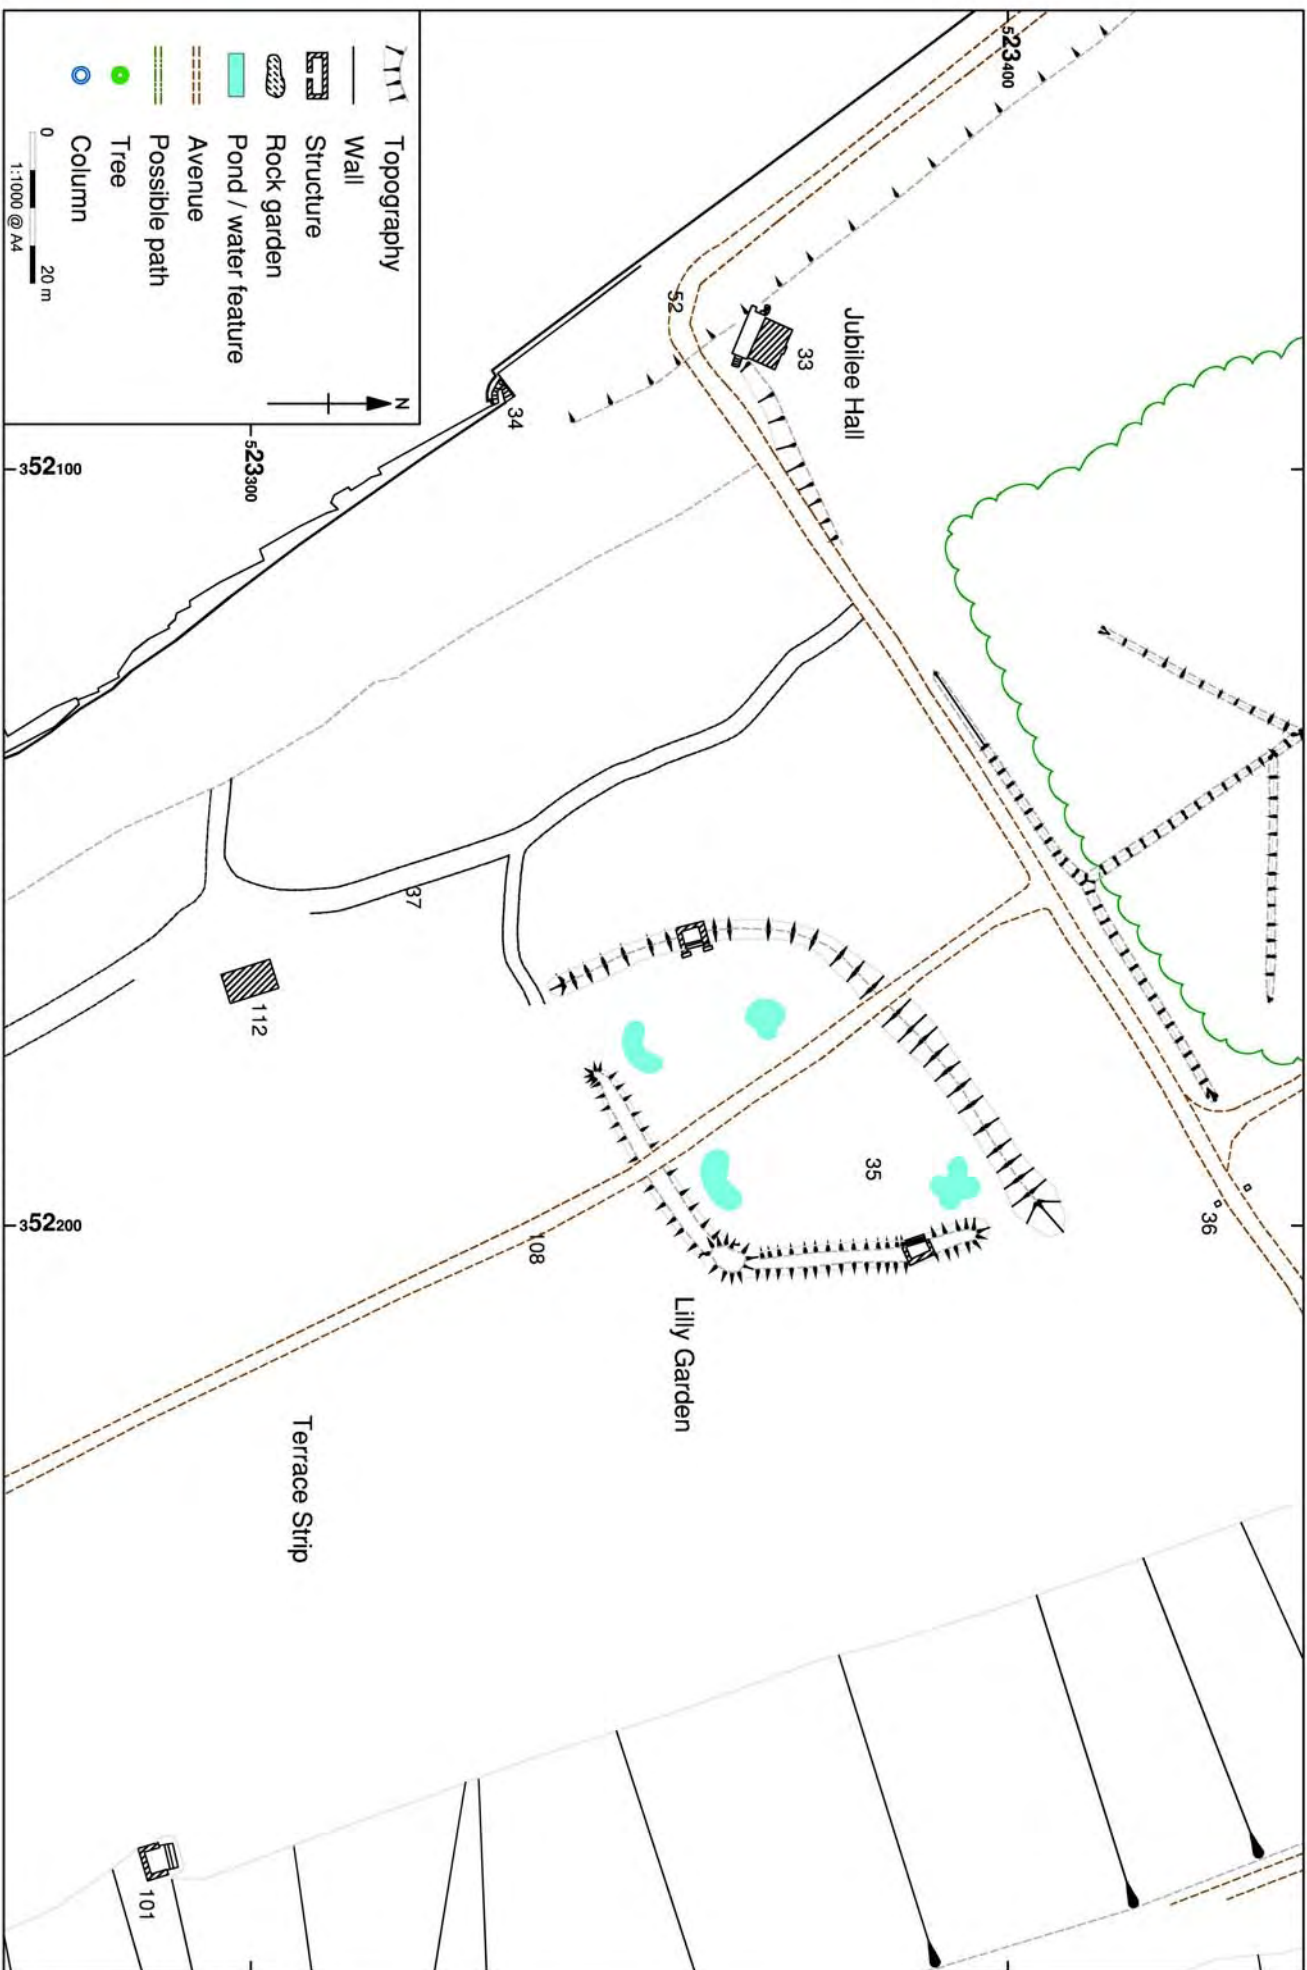 523400
Jubilee Hall
33
52
34
523300
352100
37
112
35
36
108
352200
Lilly Garden
Terrace Strip
101
Topography
Wall
Structure
Rock garden
Pond / water feature
Avenue
Possible path
Tree
Column
N
0 20 m
1:1000 @ A4